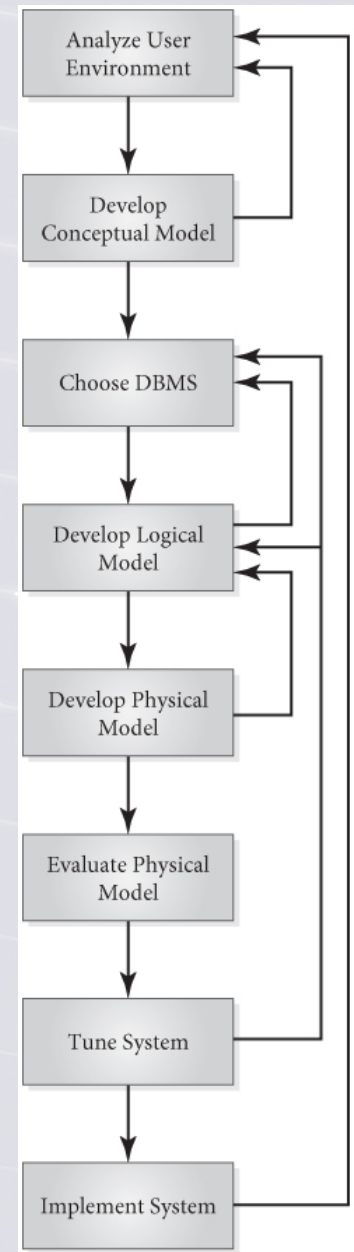 Analyze User
Environment
Develop
Conceptual Model
Choose DBMS
Develop Logical
Model
Develop Physical
Model
Evaluate Physical
Model
Tune System
Implement System